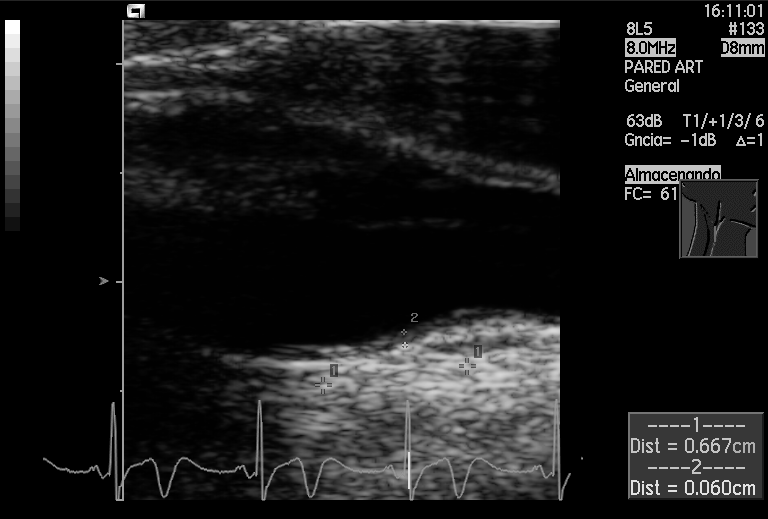 16:11:01
8L5 #133
8.0MHz D8mm
PARED ART
General
63dB T1/+1/3/ 6
Gncia= -1dB Δ=1
Almacenando
FC= 61
2
1
1
----1----
Dist = 0.667cm
----2----
Dist = 0.060cm